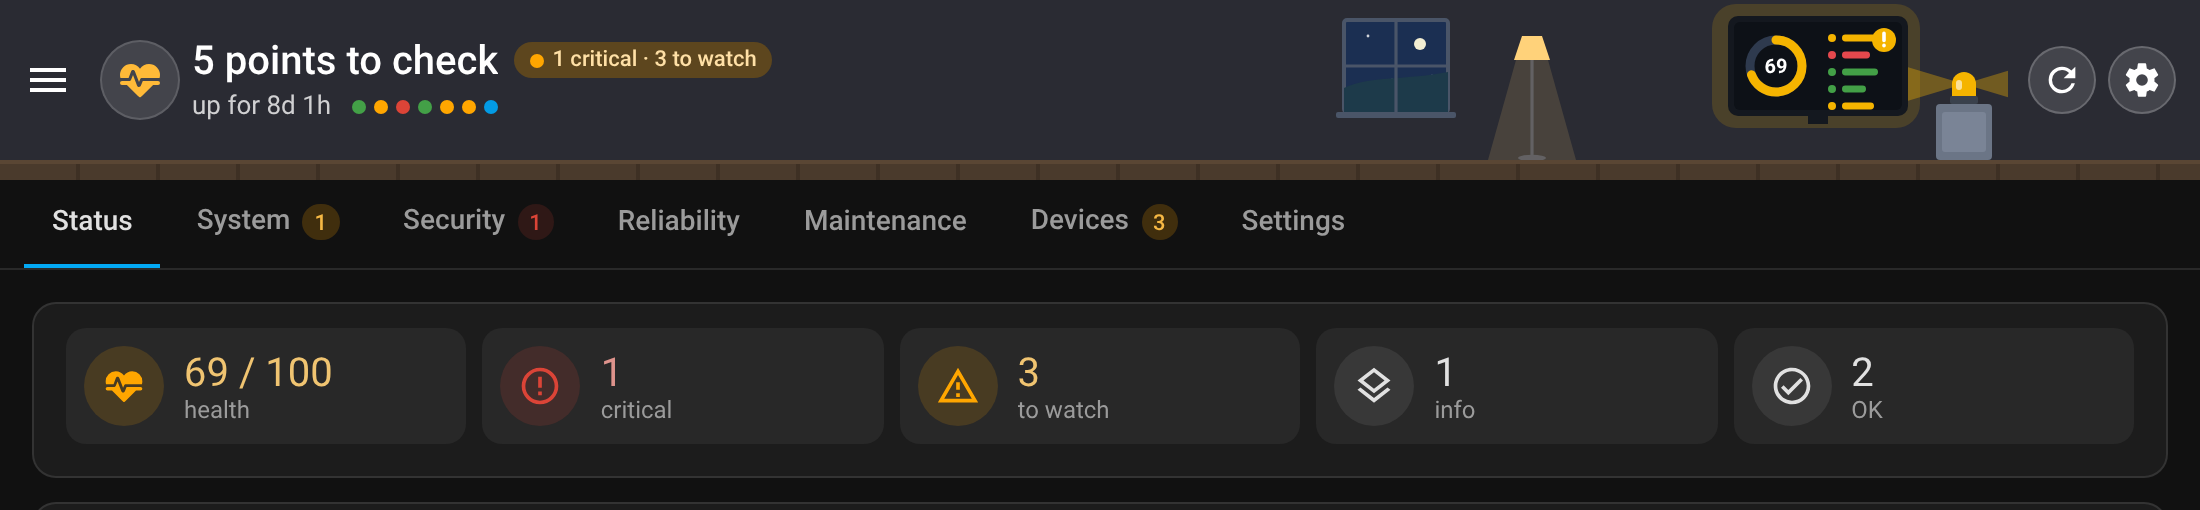 5 points to check
1 critical · 3 to watch
up for 8d 1h
69
Status
System 1
Security 1
Reliability
Maintenance
Devices 3
Settings
69 / 100
health
1
critical
3
to watch
1
info
2
OK